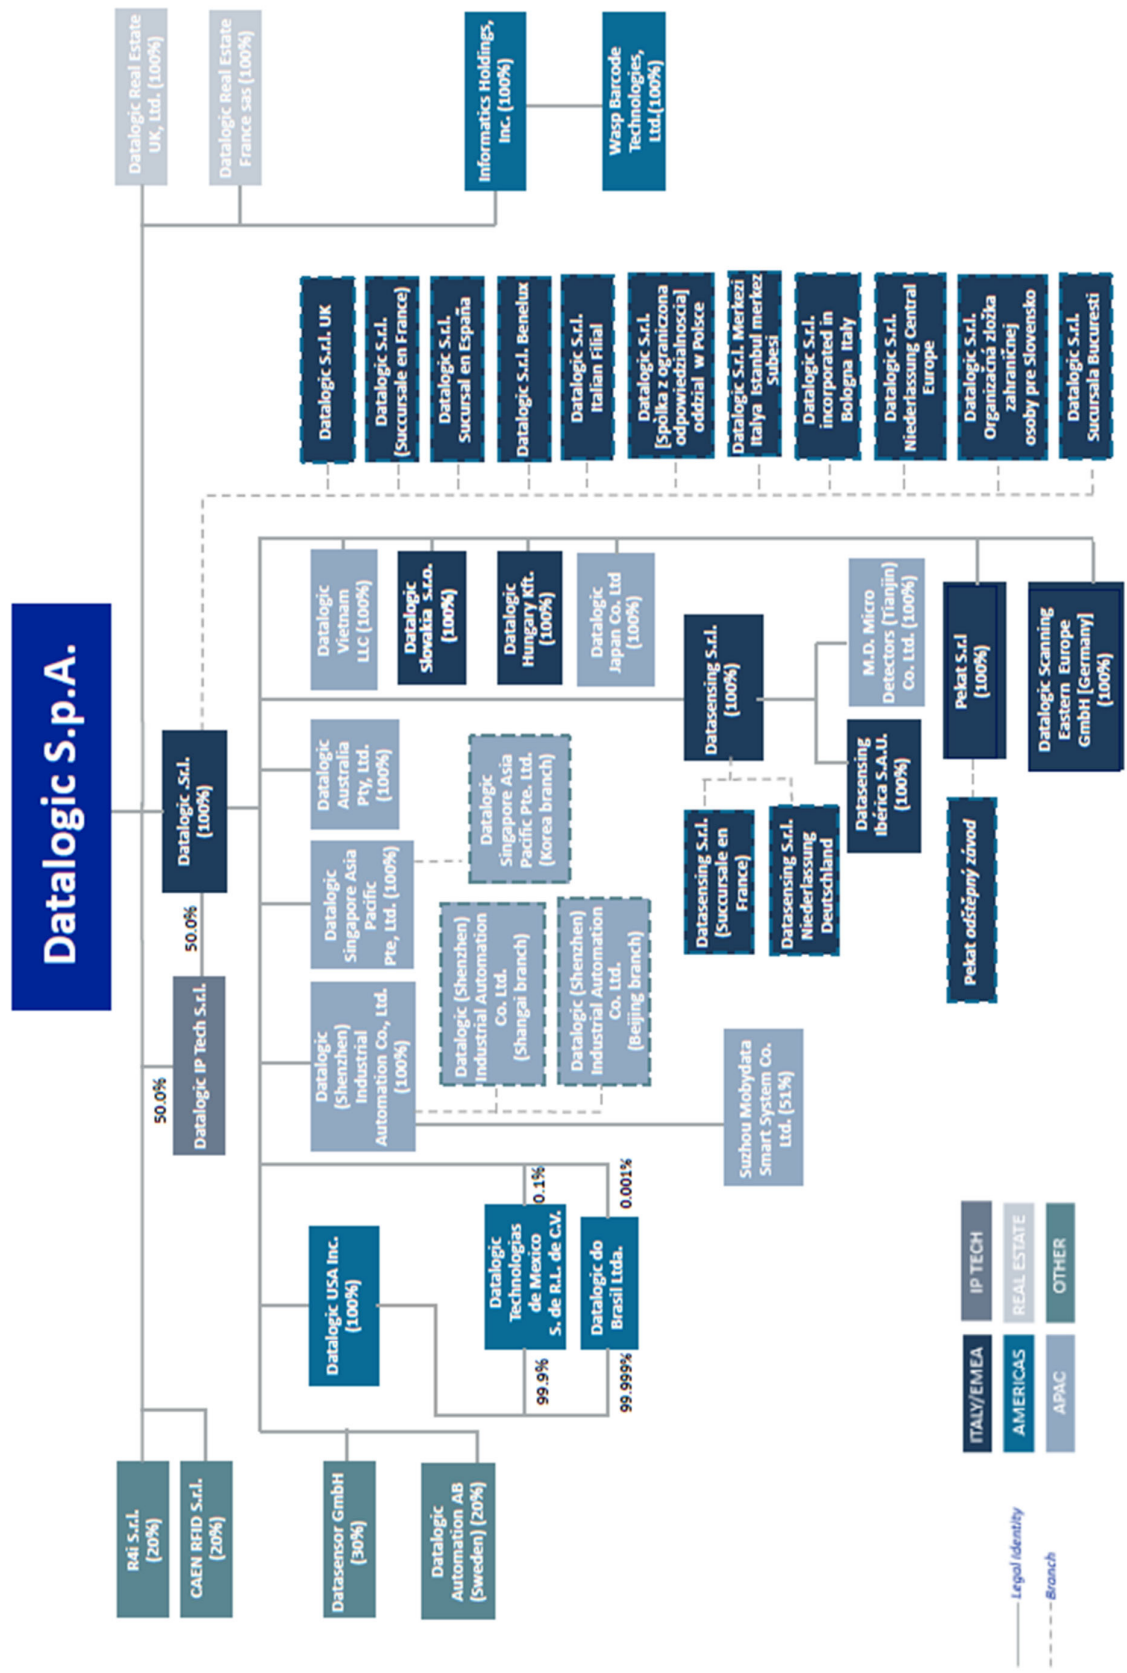 Datalogic S.p.A.
R4i S.r.l.
(20%)
CAEN RFID S.r.l.
(20%)
50.0%
Datalogic IP Tech S.r.l.
50.0%
Datalogic .Sr.l.
(100%)
Datalogic Real Estate
UK, Ltd. (100%)
Datalogic Real Estate
France sas (100%)
Informatics Holdings,
Inc. (100%)
Wasp Barcode
Technologies,
Ltd.(100%)
Datasensor GmbH
(30%)
Datalogic
Automation AB
(Sweden) (20%)
Datalogic USA Inc.
(100%)
Datalogic
Technologias
de Mexico
S. de R.L. de C.V.
99.9%
0.1%
Datalogic do
Brasil Ltda.
99.999%
0.001%
Datalogic
(Shenzhen)
Industrial
Automation Co., Ltd.
(100%)
Datalogic (Shenzhen)
Industrial Automation
Co. Ltd.
(Shangai branch)
Datalogic (Shenzhen)
Industrial Automation
Co. Ltd.
(Beijing branch)
Suzhou Mobydata
Smart System Co.
Ltd. (51%)
Datalogic
Singapore Asia
Pacific
Pte, Ltd. (100%)
Datalogic
Singapore Asia
Pacific Pte. Ltd.
(Korea branch)
Datalogic
Australia
Pty, Ltd.
(100%)
Datalogic
Vietnam
LLC (100%)
Datalogic
Slovakia s.r.o.
(100%)
Datalogic
Hungary Kft.
(100%)
Datalogic
Japan Co. Ltd
(100%)
Datasensing S.r.l.
(100%)
Datasensing S.r.l.
(Succursale en
France)
Datasensing S.r.l.
Niederlassung
Deutschland
Datasensing
Ibérica S.A.U.
(100%)
M.D. Micro
Detectors (Tianjin)
Co. Ltd. (100%)
Pekat S.r.l
(100%)
Pekat odštěpný závod
Datalogic Scanning
Eastern Europe
GmbH [Germany]
(100%)
Datalogic S.r.l. UK
Datalogic S.r.l.
(Succursale en France)
Datalogic S.r.l.
Sucursal en España
Datalogic S.r.l. Benelux
Datalogic S.r.l.
Italian Filial
Datalogic S.r.l.
[Spòlka z ograniczona
odpowiedzialnoscia]
oddzial w Polsce
Datalogic S.r.l. Merkezi
Italya Istanbul merkez
Subesi
Datalogic S.r.l.
incorporated in
Bologna Italy
Datalogic S.r.l.
Niederlassung Central
Europe
Datalogic S.r.l.
Organizačná zložka
zahraničnej
osoby pre Slovensko
Datalogic S.r.l.
Sucursala Bucuresti
Legal Identity
Branch
ITALY/EMEA
IP TECH
AMERICAS
REAL ESTATE
APAC
OTHER